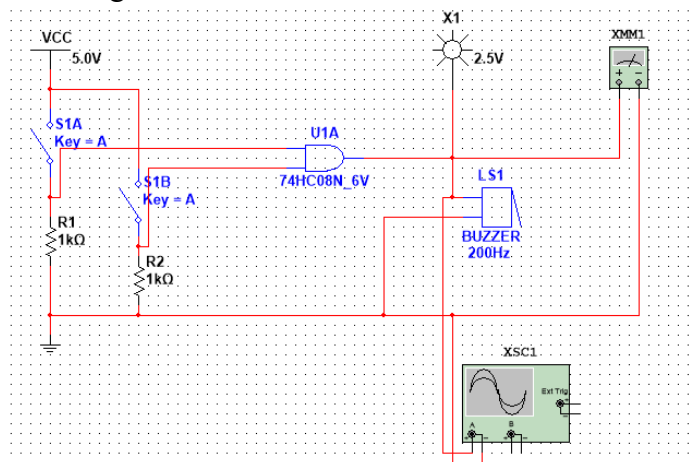 X1
VCC
XMM1
5.0V
2.5V
+ −
S1A
Key = A
U1A
S1B
Key = A
74HC08N_6V
LS1
R1
1kΩ
BUZZER
200Hz
R2
1kΩ
XSC1
Ext Trig
+
−
A B
+ − + −